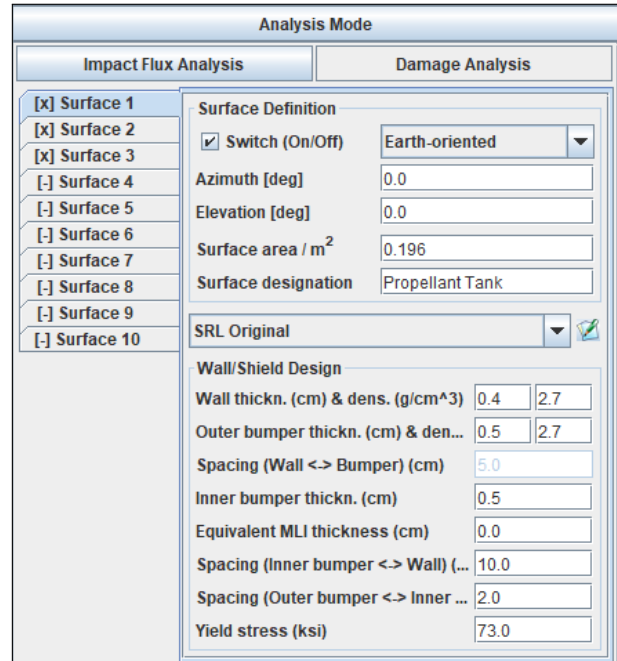 Analysis Mode
Impact Flux Analysis
Damage Analysis
[x] Surface 1
[x] Surface 2
[x] Surface 3
[-] Surface 4
[-] Surface 5
[-] Surface 6
[-] Surface 7
[-] Surface 8
[-] Surface 9
[-] Surface 10
Surface Definition
Switch (On/Off) Earth-oriented
Azimuth [deg] 0.0
Elevation [deg] 0.0
Surface area / m² 0.196
Surface designation Propellant Tank
SRL Original
Wall/Shield Design
Wall thickn. (cm) & dens. (g/cm^3) 0.4 2.7
Outer bumper thickn. (cm) & den... 0.5 2.7
Spacing (Wall <-> Bumper) (cm) 5.0
Inner bumper thickn. (cm) 0.5
Equivalent MLI thickness (cm) 0.0
Spacing (Inner bumper <-> Wall) (... 10.0
Spacing (Outer bumper <-> Inner ... 2.0
Yield stress (ksi) 73.0